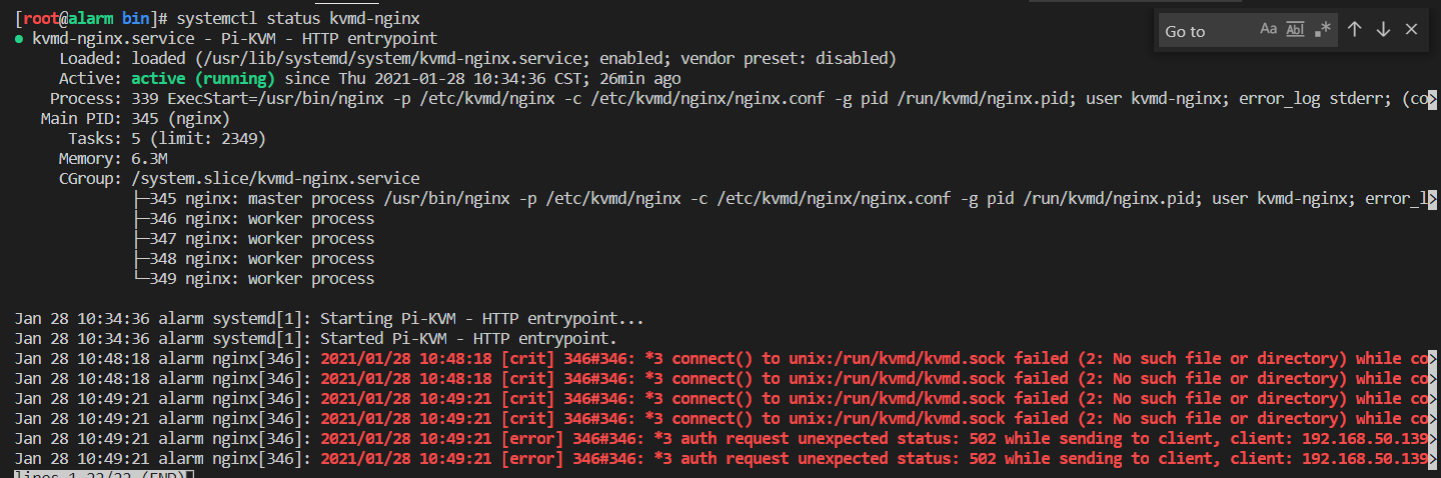 [root@alarm bin]# systemctl status kvmd-nginx
● kvmd-nginx.service - Pi-KVM - HTTP entrypoint
Loaded: loaded (/usr/lib/systemd/system/kvmd-nginx.service; enabled; vendor preset: disabled)
Active: active (running) since Thu 2021-01-28 10:34:36 CST; 26min ago
Process: 339 ExecStart=/usr/bin/nginx -p /etc/kvmd/nginx -c /etc/kvmd/nginx/nginx.conf -g pid /run/kvmd/nginx.pid; user kvmd-nginx; error_log stderr; (co>
Main PID: 345 (nginx)
Tasks: 5 (limit: 2349)
Memory: 6.3M
CGroup: /system.slice/kvmd-nginx.service
├─345 nginx: master process /usr/bin/nginx -p /etc/kvmd/nginx -c /etc/kvmd/nginx/nginx.conf -g pid /run/kvmd/nginx.pid; user kvmd-nginx; error_l>
├─346 nginx: worker process
├─347 nginx: worker process
├─348 nginx: worker process
└─349 nginx: worker process
Jan 28 10:34:36 alarm systemd[1]: Starting Pi-KVM - HTTP entrypoint...
Jan 28 10:34:36 alarm systemd[1]: Started Pi-KVM - HTTP entrypoint.
Jan 28 10:48:18 alarm nginx[346]: 2021/01/28 10:48:18 [crit] 346#346: *3 connect() to unix:/run/kvmd/kvmd.sock failed (2: No such file or directory) while co>
Jan 28 10:48:18 alarm nginx[346]: 2021/01/28 10:48:18 [crit] 346#346: *3 connect() to unix:/run/kvmd/kvmd.sock failed (2: No such file or directory) while co>
Jan 28 10:49:21 alarm nginx[346]: 2021/01/28 10:49:21 [crit] 346#346: *3 connect() to unix:/run/kvmd/kvmd.sock failed (2: No such file or directory) while co>
Jan 28 10:49:21 alarm nginx[346]: 2021/01/28 10:49:21 [crit] 346#346: *3 connect() to unix:/run/kvmd/kvmd.sock failed (2: No such file or directory) while co>
Jan 28 10:49:21 alarm nginx[346]: 2021/01/28 10:49:21 [error] 346#346: *3 auth request unexpected status: 502 while sending to client, client: 192.168.50.139>
Jan 28 10:49:21 alarm nginx[346]: 2021/01/28 10:49:21 [error] 346#346: *3 auth request unexpected status: 502 while sending to client, client: 192.168.50.139>
lines 1-22/22 (END)
Go to Aa Abl .*